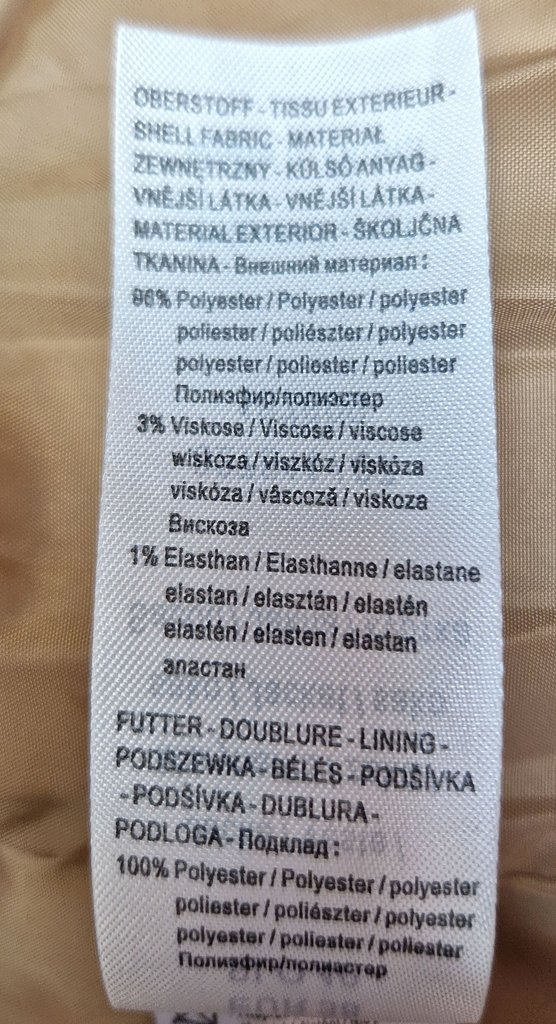 OBERSTOFF - TISSU EXTERIEUR -
SHELL FABRIC - MATERIAŁ
ZEWNĘTRZNY - KÜLSŐ ANYAG -
VNĚJŠÍ LÁTKA - VNĚJŠÍ LÁTKA -
MATERIAL EXTERIOR - ŠKOLJČNA
TKANINA - Внешний материал :
96% Polyester / Polyester / polyester
poliester / poliészter / polyester
polyester / poliester / poliester
Полиэфир/полиэстер
3% Viskose / Viscose / viscose
wiskoza / viszkóz / viskóza
viskóza / vâscoză / viskoza
Вискоза
1% Elasthan / Elasthanne / elastane
elastan / elasztán / elastén
elastén / elasten / elastan
эластан
FUTTER - DOUBLURE - LINING -
PODSZEWKA - BÉLÉS - PODŠÍVKA
- PODŠÍVKA - DUBLURA -
PODLOGA - Подклад :
100% Polyester / Polyester / polyester
poliester / poliészter / polyester
polyester / poliester / poliester
Полиэфир/полиэстер